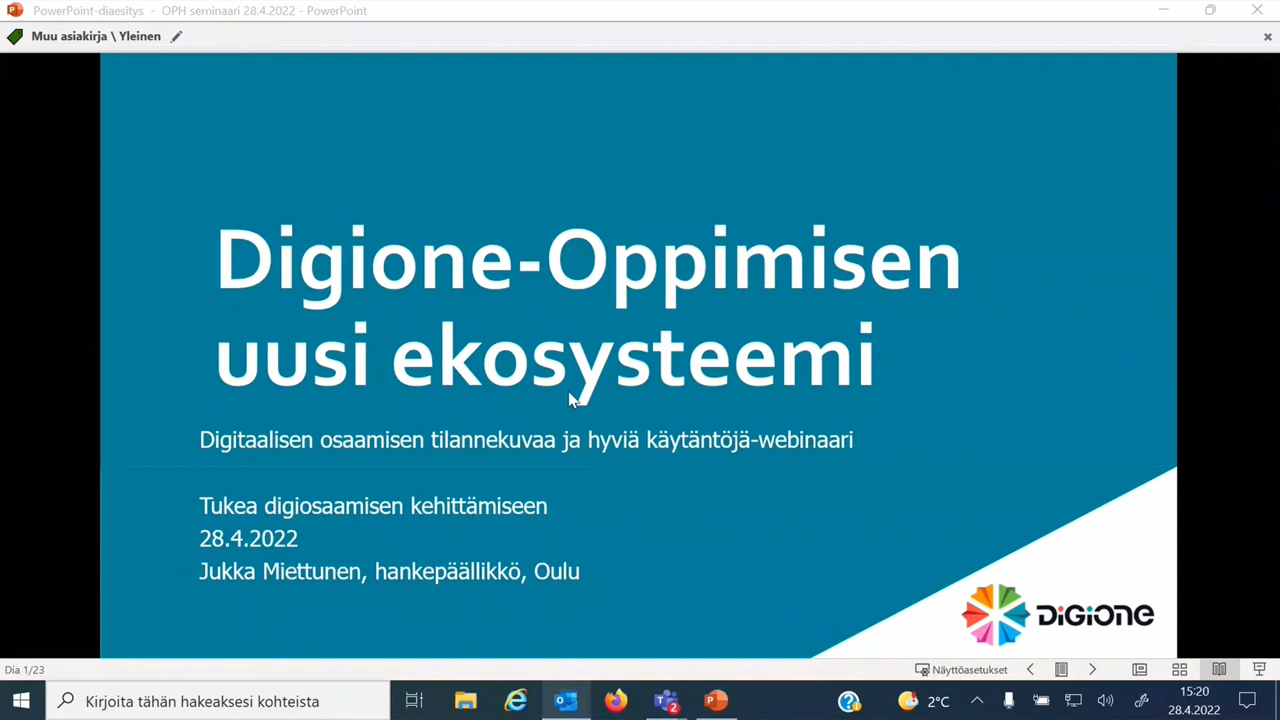 PowerPoint-diaesitys - OPH seminaari 28.4.2022 - PowerPoint
Muu asiakirja \ Yleinen
Digione-Oppimisen
uusi ekosysteemi
Digitaalisen osaamisen tilannekuvaa ja hyviä käytäntöjä-webinaari
Tukea digiosaamisen kehittämiseen
28.4.2022
Jukka Miettunen, hankepäällikkö, Oulu
DIGIONE
Dia 1/23
Näyttöasetukset
Kirjoita tähän hakeaksesi kohteista
2
2°C
15:20
28.4.2022